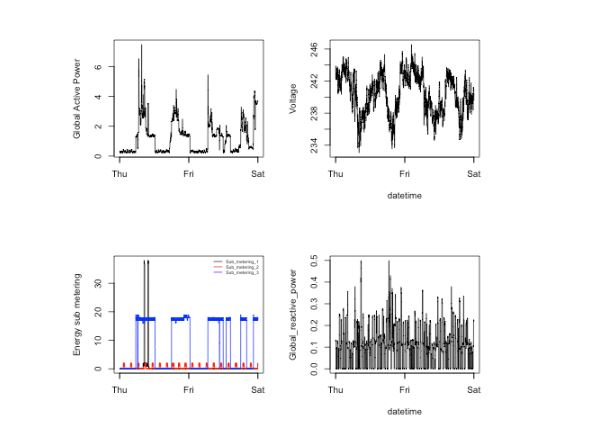 Global Active Power
6
4
2
0
Thu
Fri
Sat
Voltage
246
242
238
234
Thu
Fri
Sat
datetime
Energy sub metering
30
20
10
0
Sub_metering_1
Sub_metering_2
Sub_metering_3
Thu
Fri
Sat
Global_reactive_power
0.5
0.4
0.3
0.2
0.1
0.0
Thu
Fri
Sat
datetime